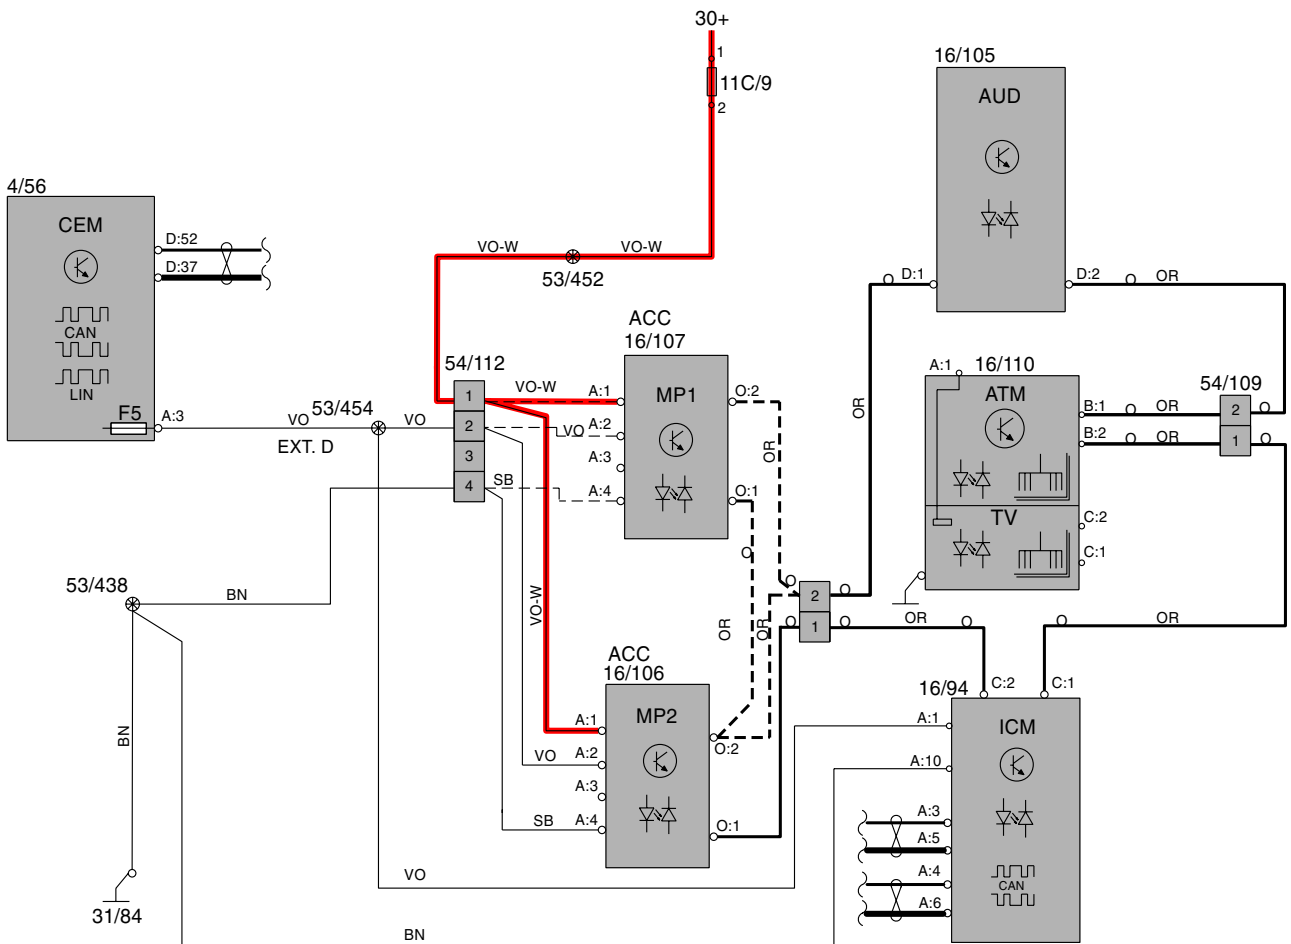 30+
1
11C/9
2
16/105
AUD
D:1
D:2
O
O
OR
4/56
CEM
D:52
D:37
CAN
LIN
F5
A:3
VO
53/454
VO
EXT. D
VO-W
VO-W
53/452
54/112
1
2
3
4
VO-W
VO
SB
ACC
16/107
A:1
A:2
A:3
A:4
MP1
O:2
O:1
OR
O
OR
OR
OR
A:1
16/110
ATM
TV
B:1
B:2
C:2
C:1
O
OR
O
OR
54/109
2
1
O
O
53/438
BN
BN
31/84
VO-W
ACC
16/106
MP2
A:1
A:2
A:3
A:4
VO
SB
O:2
O:1
O
O
2
1
O
O
OR
O
O
OR
16/94
C:2
C:1
ICM
A:1
A:10
A:3
A:5
A:4
A:6
CAN
VO
BN